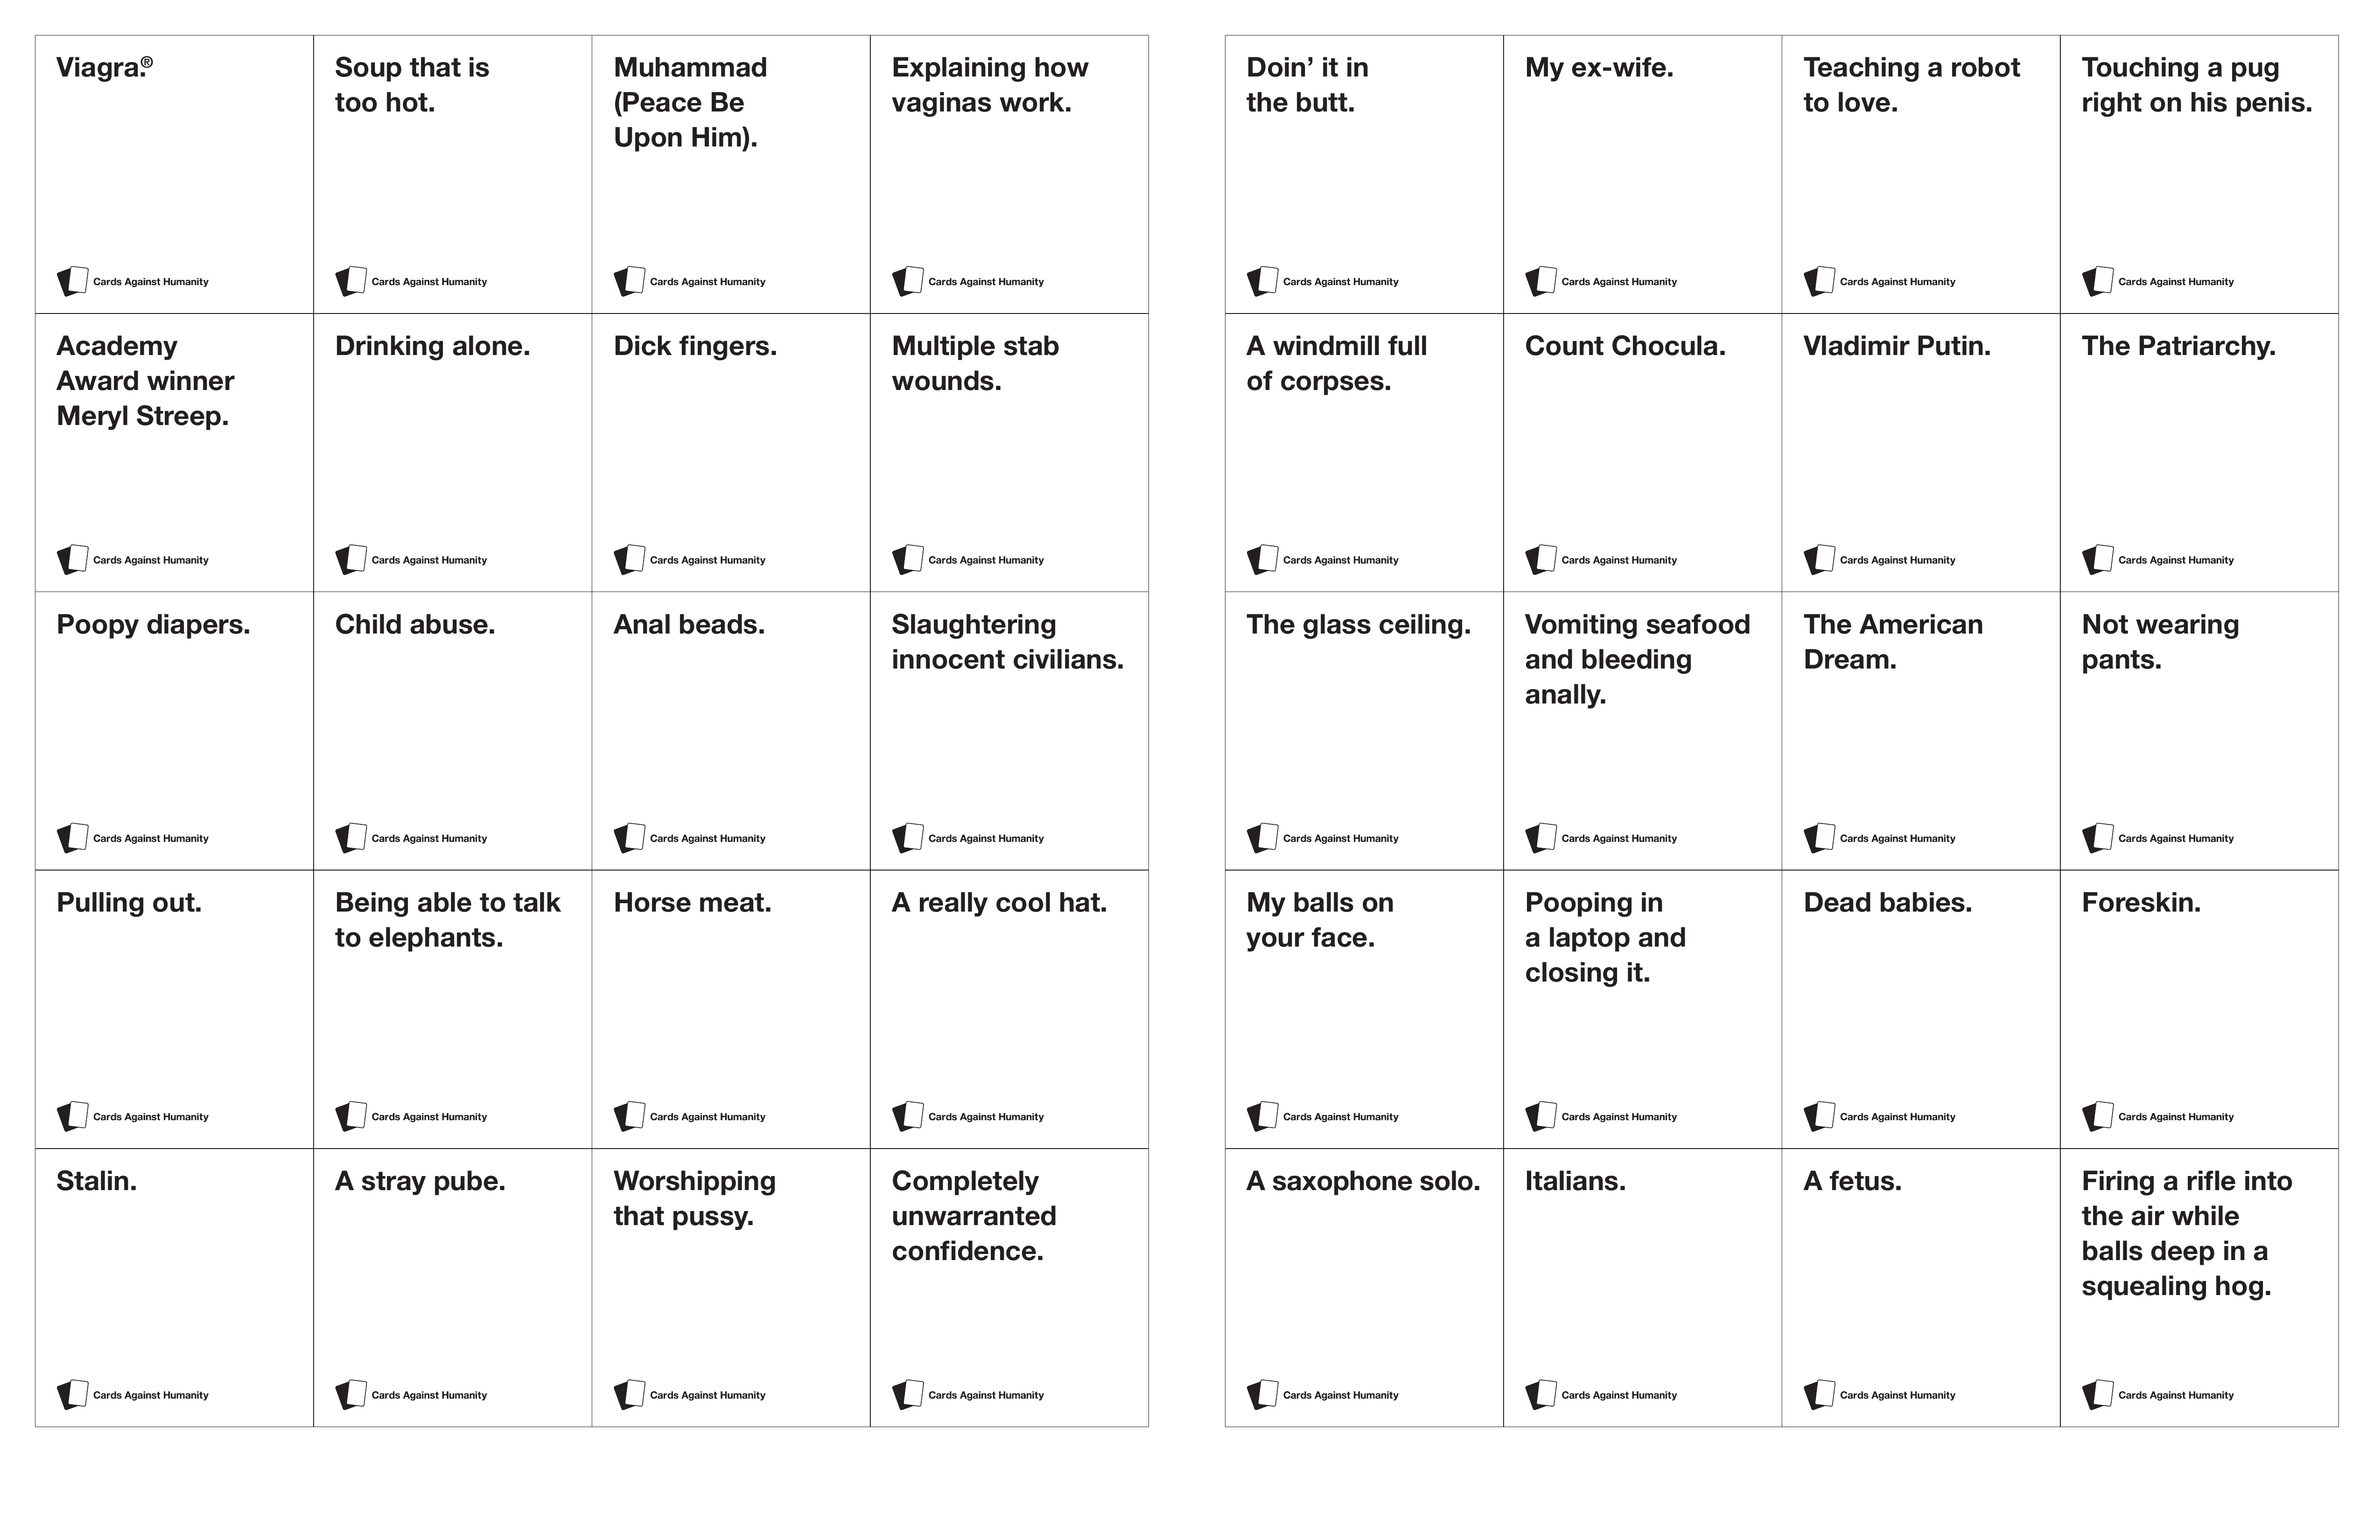 Viagra.®
Cards Against Humanity
Soup that is
too hot.
Cards Against Humanity
Muhammad
(Peace Be
Upon Him).
Cards Against Humanity
Explaining how
vaginas work.
Cards Against Humanity
Academy
Award winner
Meryl Streep.
Cards Against Humanity
Drinking alone.
Cards Against Humanity
Dick fingers.
Cards Against Humanity
Multiple stab
wounds.
Cards Against Humanity
Poopy diapers.
Cards Against Humanity
Child abuse.
Cards Against Humanity
Anal beads.
Cards Against Humanity
Slaughtering
innocent civilians.
Cards Against Humanity
Pulling out.
Cards Against Humanity
Being able to talk
to elephants.
Cards Against Humanity
Horse meat.
Cards Against Humanity
A really cool hat.
Cards Against Humanity
Stalin.
Cards Against Humanity
A stray pube.
Cards Against Humanity
Worshipping
that pussy.
Cards Against Humanity
Completely
unwarranted
confidence.
Cards Against Humanity
Doin’ it in
the butt.
Cards Against Humanity
My ex-wife.
Cards Against Humanity
Teaching a robot
to love.
Cards Against Humanity
Touching a pug
right on his penis.
Cards Against Humanity
A windmill full
of corpses.
Cards Against Humanity
Count Chocula.
Cards Against Humanity
Vladimir Putin.
Cards Against Humanity
The Patriarchy.
Cards Against Humanity
The glass ceiling.
Cards Against Humanity
Vomiting seafood
and bleeding
anally.
Cards Against Humanity
The American
Dream.
Cards Against Humanity
Not wearing
pants.
Cards Against Humanity
My balls on
your face.
Cards Against Humanity
Pooping in
a laptop and
closing it.
Cards Against Humanity
Dead babies.
Cards Against Humanity
Foreskin.
Cards Against Humanity
A saxophone solo.
Cards Against Humanity
Italians.
Cards Against Humanity
A fetus.
Cards Against Humanity
Firing a rifle into
the air while
balls deep in a
squealing hog.
Cards Against Humanity